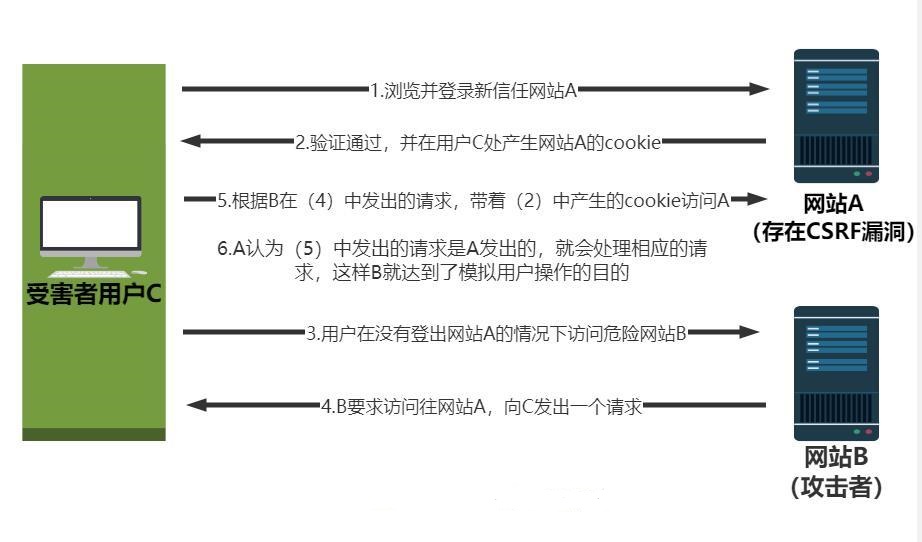 1.浏览并登录新信任网站A
2.验证通过，并在用户C处产生网站A的cookie
5.根据B在（4）中发出的请求，带着（2）中产生的cookie访问A
网站A
（存在CSRF漏洞）
6.A认为（5）中发出的请求是A发出的，就会处理相应的请
求，这样B就达到了模拟用户操作的目的
受害者用户C
3.用户在没有登出网站A的情况下访问危险网站B
4.B要求访问往网站A，向C发出一个请求
网站B
（攻击者）